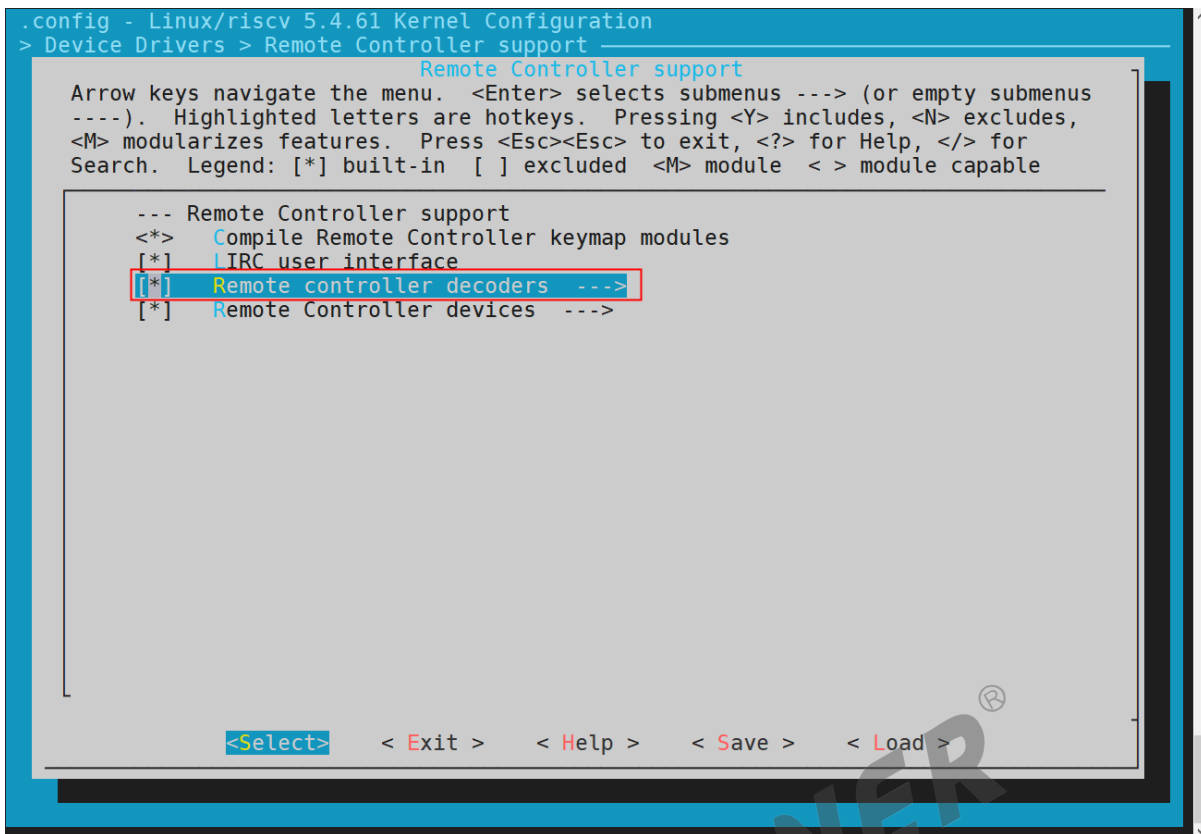 .config - Linux/riscv 5.4.61 Kernel Configuration
> Device Drivers > Remote Controller support
Remote Controller support
Arrow keys navigate the menu.  <Enter> selects submenus ---> (or empty submenus
----).  Highlighted letters are hotkeys.  Pressing <Y> includes, <N> excludes,
<M> modularizes features.  Press <Esc><Esc> to exit, <?> for Help, </> for
Search.  Legend: [*] built-in  [ ] excluded  <M> module  < > module capable
--- Remote Controller support
<*>   Compile Remote Controller keymap modules
[*]   LIRC user interface
[*]   Remote controller decoders  --->
[*]   Remote Controller devices  --->
<Select>    < Exit >    < Help >    < Save >    < Load >
®